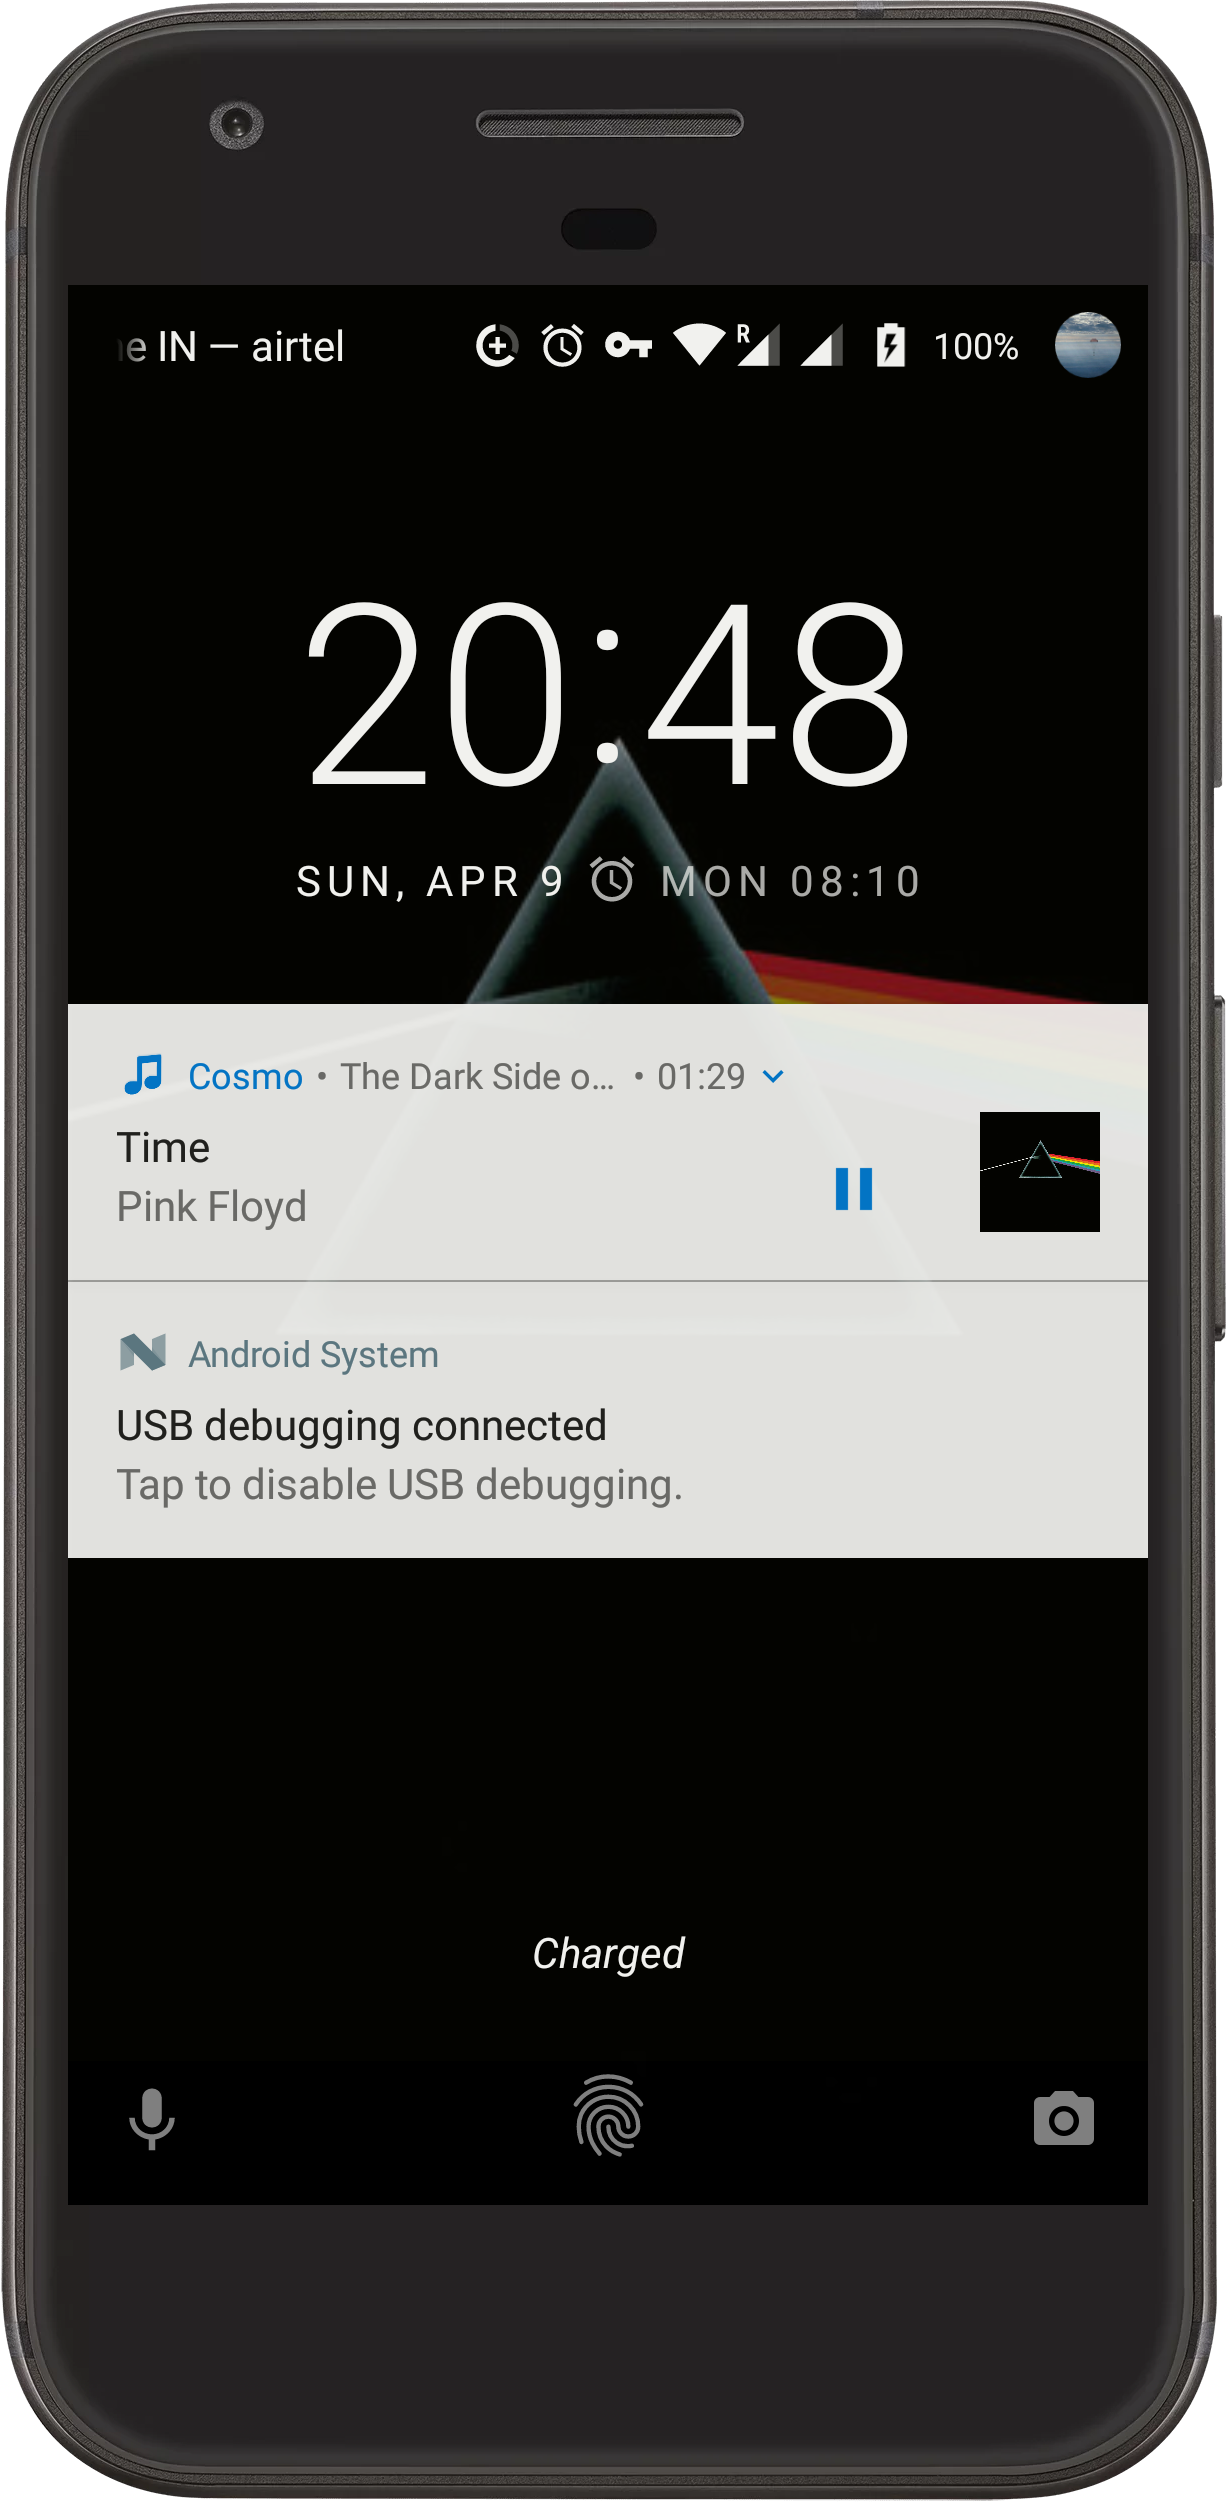 e IN — airtel R 100%
20:48
SUN, APR 9 MON 08:10
Cosmo • The Dark Side o... • 01:29
Time
Pink Floyd
Android System
USB debugging connected
Tap to disable USB debugging.
Charged